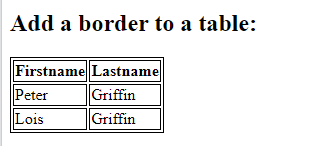 Add a border to a table:
Firstname Lastname
Peter Griffin
Lois Griffin